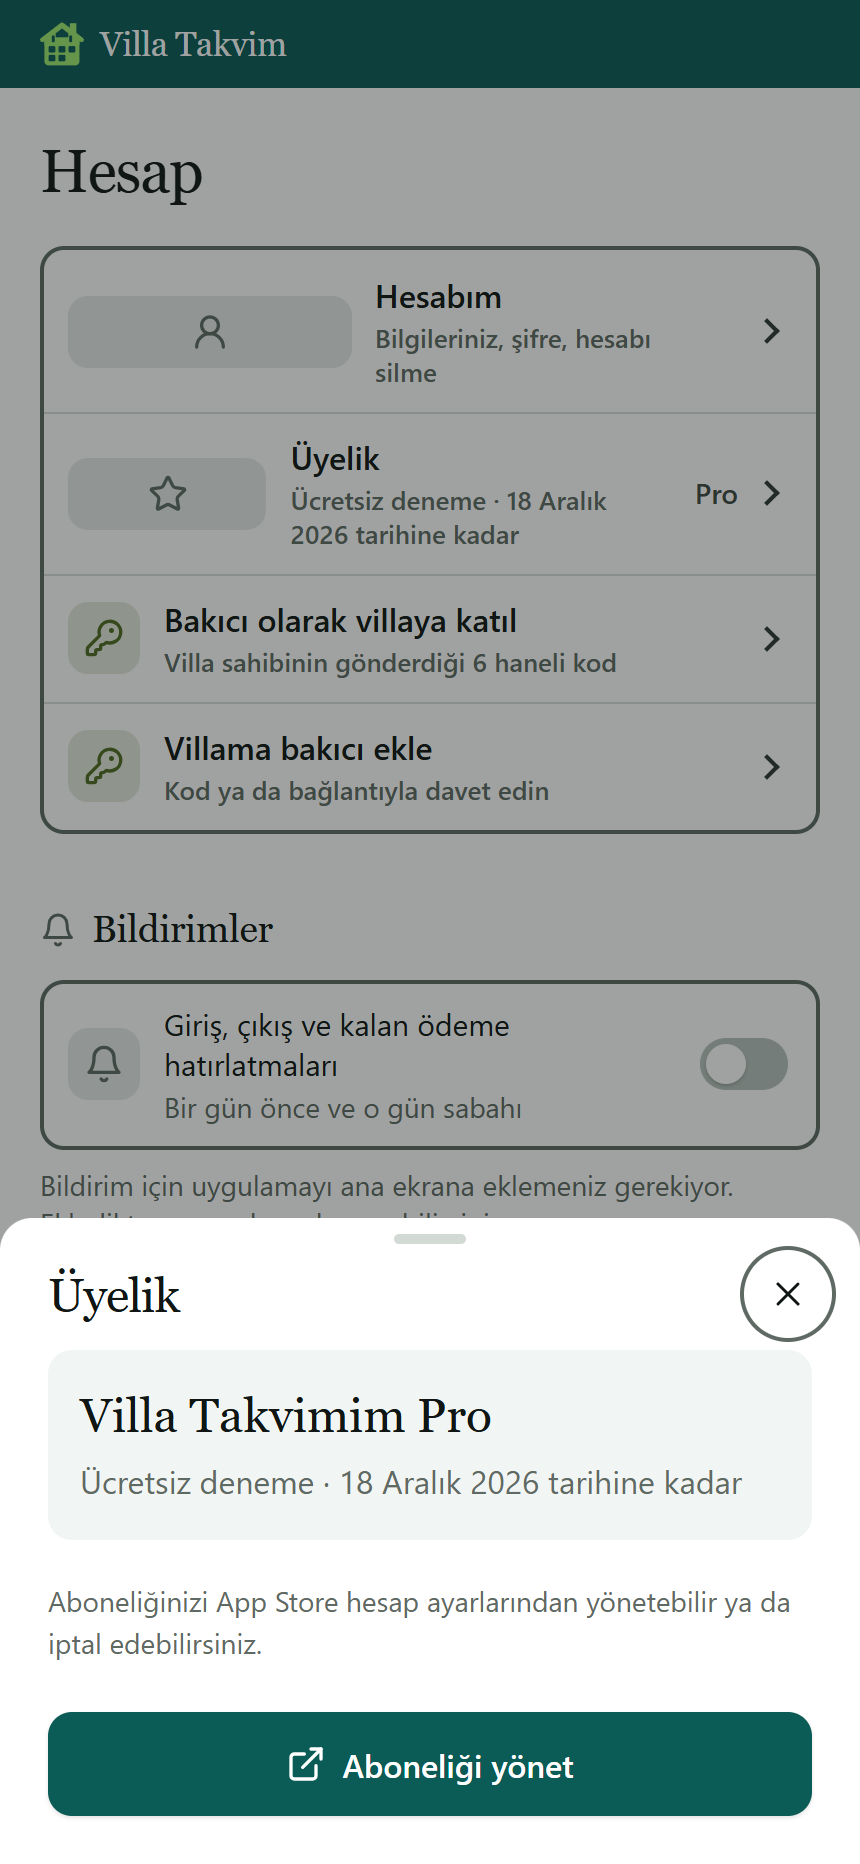 Villa Takvim
Hesap
Hesabım
Bilgileriniz, şifre, hesabı
silme
Üyelik
Ücretsiz deneme · 18 Aralık
2026 tarihine kadar
Pro
Bakıcı olarak villaya katıl
Villa sahibinin gönderdiği 6 haneli kod
Villama bakıcı ekle
Kod ya da bağlantıyla davet edin
Bildirimler
Giriş, çıkış ve kalan ödeme
hatırlatmaları
Bir gün önce ve o gün sabahı
Bildirim için uygulamayı ana ekrana eklemeniz gerekiyor.
Üyelik
Villa Takvimim Pro
Ücretsiz deneme · 18 Aralık 2026 tarihine kadar
Aboneliğinizi App Store hesap ayarlarından yönetebilir ya da
iptal edebilirsiniz.
Aboneliği yönet